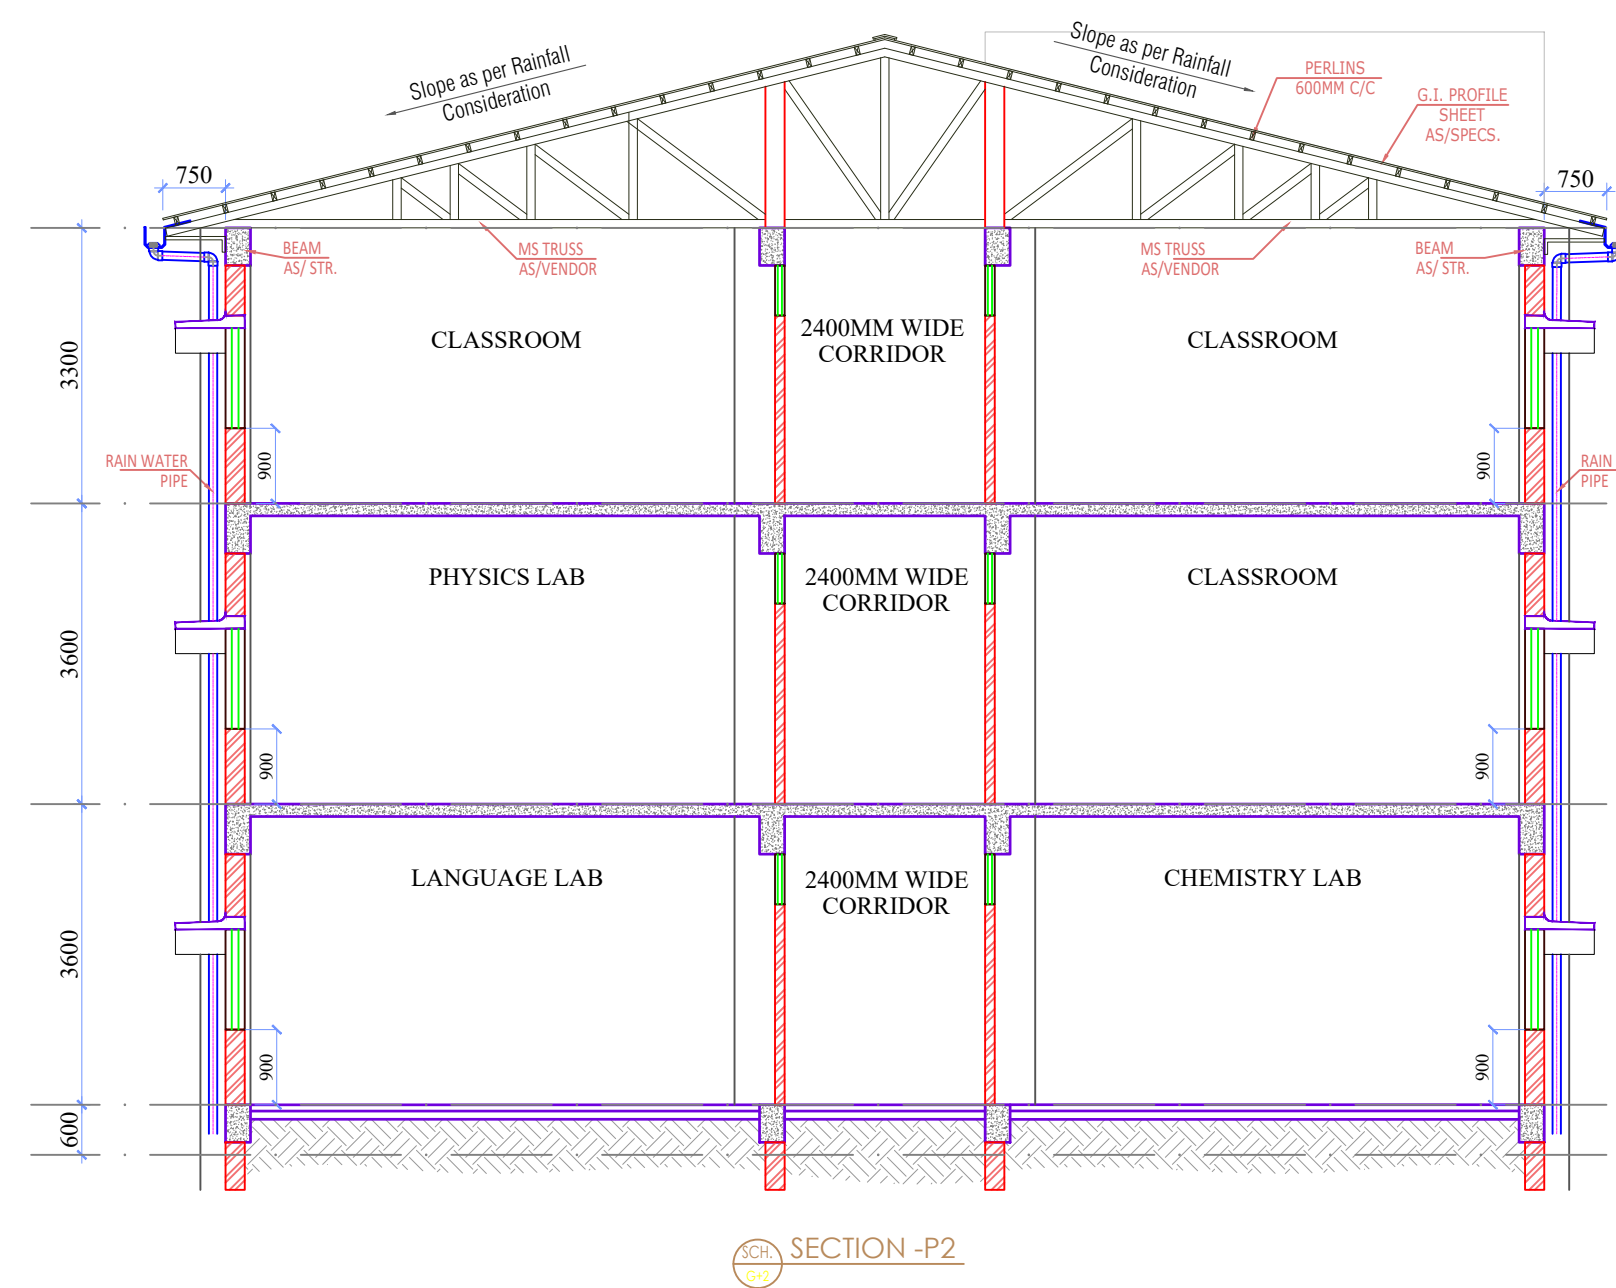 Slope as per Rainfall
Consideration
Slope as per Rainfall
Consideration
PERLINS
600MM C/C
G.I. PROFILE
SHEET
AS/SPECS.
750
750
BEAM
AS/ STR.
MS TRUSS
AS/VENDOR
MS TRUSS
AS/VENDOR
BEAM
AS/ STR.
3300
CLASSROOM
2400MM WIDE
CORRIDOR
CLASSROOM
RAIN WATER
PIPE
900
900
RAIN
PIPE
3600
PHYSICS LAB
2400MM WIDE
CORRIDOR
CLASSROOM
900
900
3600
LANGUAGE LAB
2400MM WIDE
CORRIDOR
CHEMISTRY LAB
900
900
600
SCH.
G+2
SECTION -P2